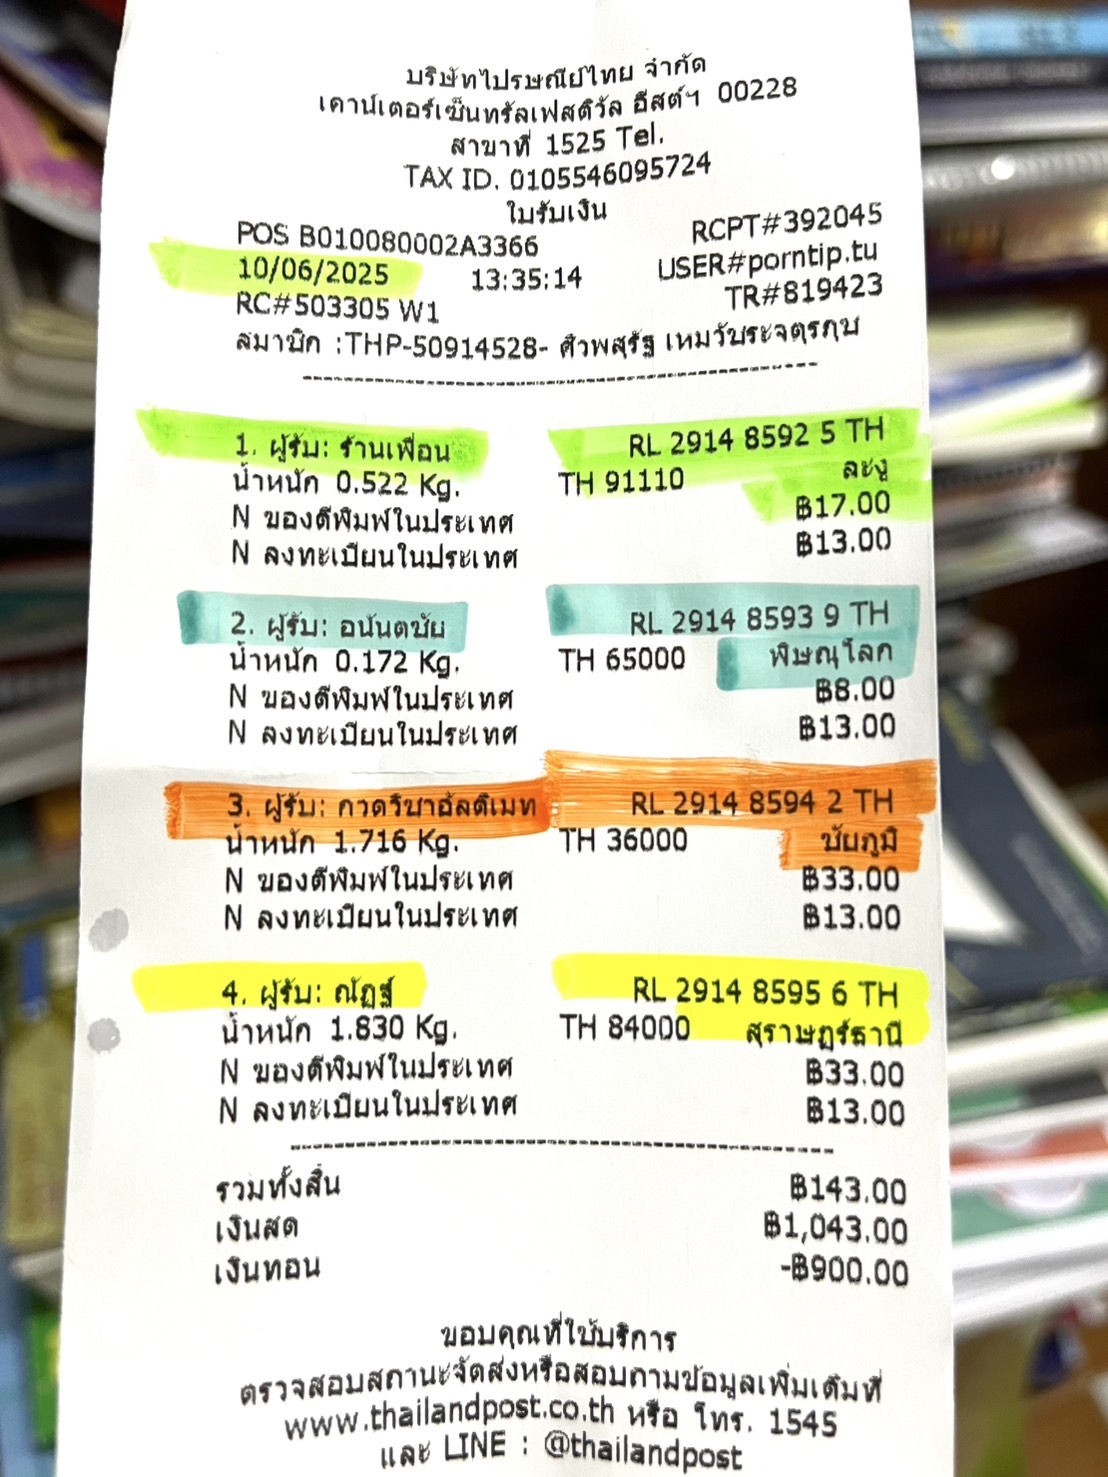 บริษัทไปรษณีย์ไทย จำกัด
เคาน์เตอร์เซ็นทรัลเฟสติวัล อีสต์ฯ 00228
สาขาที่ 1525 Tel.
TAX ID. 0105546095724
ใบรับเงิน
POS B010080002A3366 RCPT#392045
10/06/2025 13:35:14 USER#porntip.tu
RC#503305 W1 TR#819423
สมาชิก :THP-50914528- ศิวพสุรัฐ เหมวัประจตุรภุช
1. ผู้รับ: ร้านเฟื่อน RL 2914 8592 5 TH
น้ำหนัก 0.522 Kg. TH 91110 ละงู
N ของตีพิมพ์ในประเทศ ฿17.00
N ลงทะเบียนในประเทศ ฿13.00
2. ผู้รับ: อนันตชัย RL 2914 8593 9 TH
น้ำหนัก 0.172 Kg. TH 65000 พิษณุโลก
N ของตีพิมพ์ในประเทศ ฿8.00
N ลงทะเบียนในประเทศ ฿13.00
3. ผู้รับ: กวดวิชาอัลติเมท RL 2914 8594 2 TH
น้ำหนัก 1.716 Kg. TH 36000 ชัยภูมิ
N ของตีพิมพ์ในประเทศ ฿33.00
N ลงทะเบียนในประเทศ ฿13.00
4. ผู้รับ: ณัฏฐ์ RL 2914 8595 6 TH
น้ำหนัก 1.830 Kg. TH 84000 สุราษฎร์ธานี
N ของตีพิมพ์ในประเทศ ฿33.00
N ลงทะเบียนในประเทศ ฿13.00
รวมทั้งสิ้น ฿143.00
เงินสด ฿1,043.00
เงินทอน -฿900.00
ขอบคุณที่ใช้บริการ
ตรวจสอบสถานะจัดส่งหรือสอบถามข้อมูลเพิ่มเติมที่
www.thailandpost.co.th หรือ โทร. 1545
และ LINE : @thailandpost